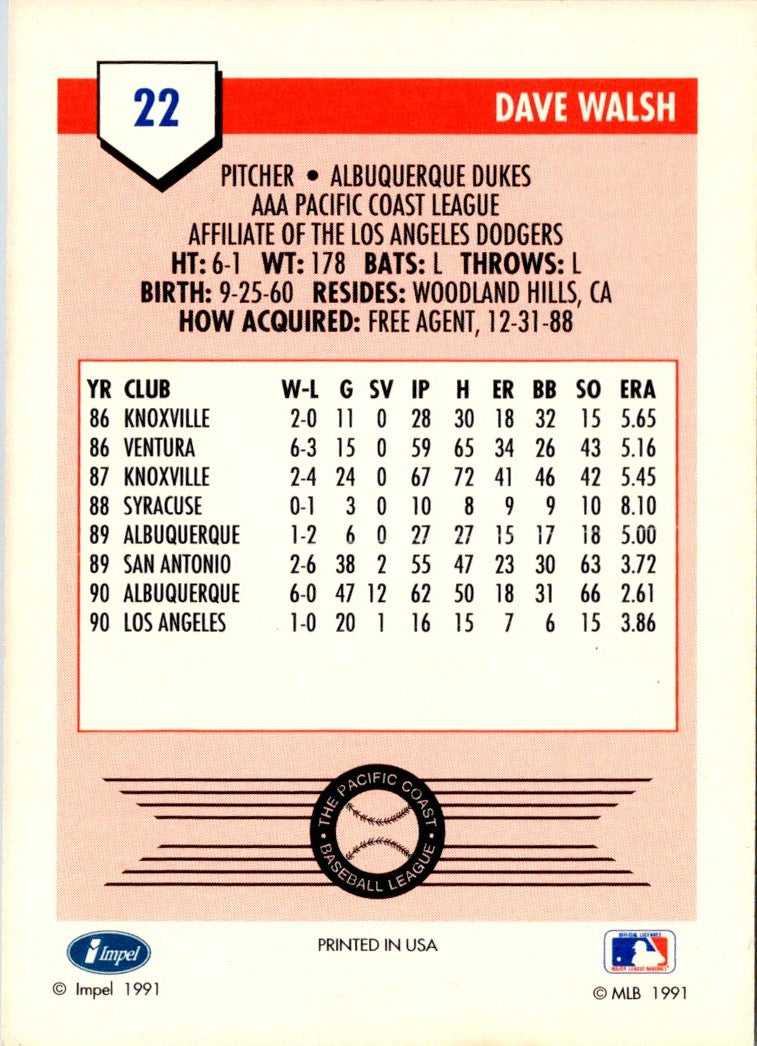 22
DAVE WALSH
PITCHER • ALBUQUERQUE DUKES
AAA PACIFIC COAST LEAGUE
AFFILIATE OF THE LOS ANGELES DODGERS
HT: 6-1 WT: 178 BATS: L THROWS: L
BIRTH: 9-25-60 RESIDES: WOODLAND HILLS, CA
HOW ACQUIRED: FREE AGENT, 12-31-88
YR CLUB W-L G SV IP H ER BB SO ERA
86 KNOXVILLE 2-0 11 0 28 30 18 32 15 5.65
86 VENTURA 6-3 15 0 59 65 34 26 43 5.16
87 KNOXVILLE 2-4 24 0 67 72 41 46 42 5.45
88 SYRACUSE 0-1 3 0 10 8 9 9 10 8.10
89 ALBUQUERQUE 1-2 6 0 27 27 15 17 18 5.00
89 SAN ANTONIO 2-6 38 2 55 47 23 30 63 3.72
90 ALBUQUERQUE 6-0 47 12 62 50 18 31 66 2.61
90 LOS ANGELES 1-0 20 1 16 15 7 6 15 3.86
• THE PACIFIC COAST •
BASEBALL LEAGUE
Impel
PRINTED IN USA
OFFICIAL LICENSEE
MAJOR LEAGUE BASEBALL
© Impel 1991
© MLB 1991